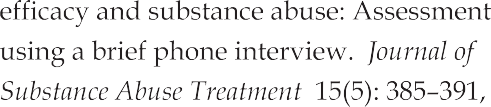 efficacy and substance abuse: Assessment
using a brief phone interview. Journal of
Substance Abuse Treatment 15(5): 385–391,